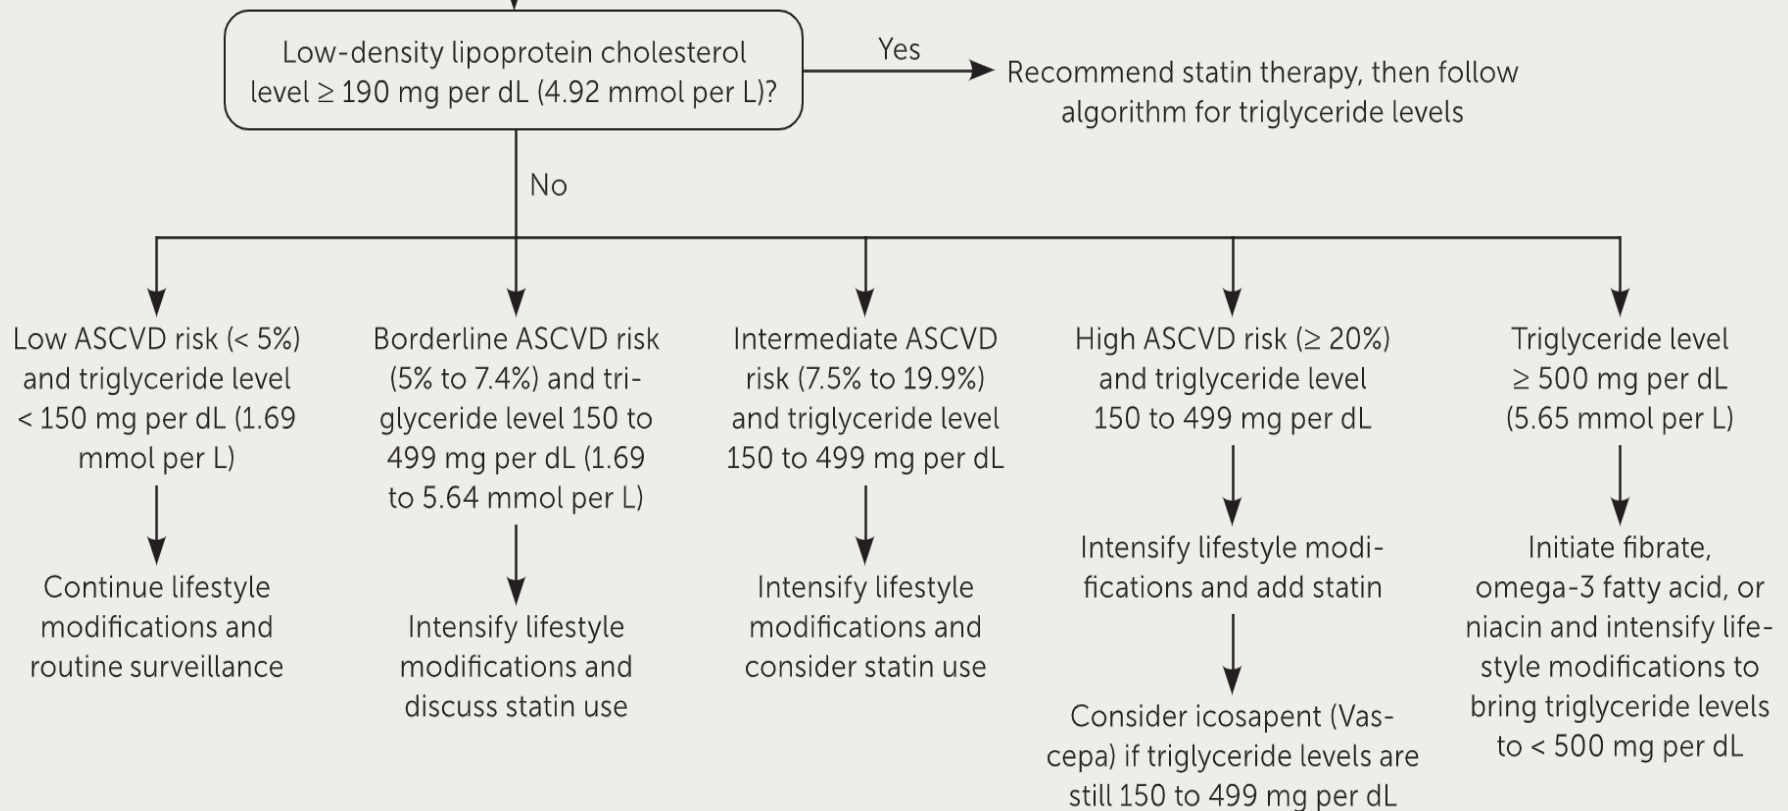 Low-density lipoprotein cholesterol
level ≥ 190 mg per dL (4.92 mmol per L)?
Yes
Recommend statin therapy, then follow
algorithm for triglyceride levels
No
Low ASCVD risk (< 5%)
and triglyceride level
< 150 mg per dL (1.69
mmol per L)
Continue lifestyle
modifications and
routine surveillance
Borderline ASCVD risk
(5% to 7.4%) and tri-
glyceride level 150 to
499 mg per dL (1.69
to 5.64 mmol per L)
Intensify lifestyle
modifications and
discuss statin use
Intermediate ASCVD
risk (7.5% to 19.9%)
and triglyceride level
150 to 499 mg per dL
Intensify lifestyle
modifications and
consider statin use
High ASCVD risk (≥ 20%)
and triglyceride level
150 to 499 mg per dL
Intensify lifestyle modi-
fications and add statin
Consider icosapent (Vas-
cepa) if triglyceride levels are
still 150 to 499 mg per dL
Triglyceride level
≥ 500 mg per dL
(5.65 mmol per L)
Initiate fibrate,
omega-3 fatty acid, or
niacin and intensify life-
style modifications to
bring triglyceride levels
to < 500 mg per dL